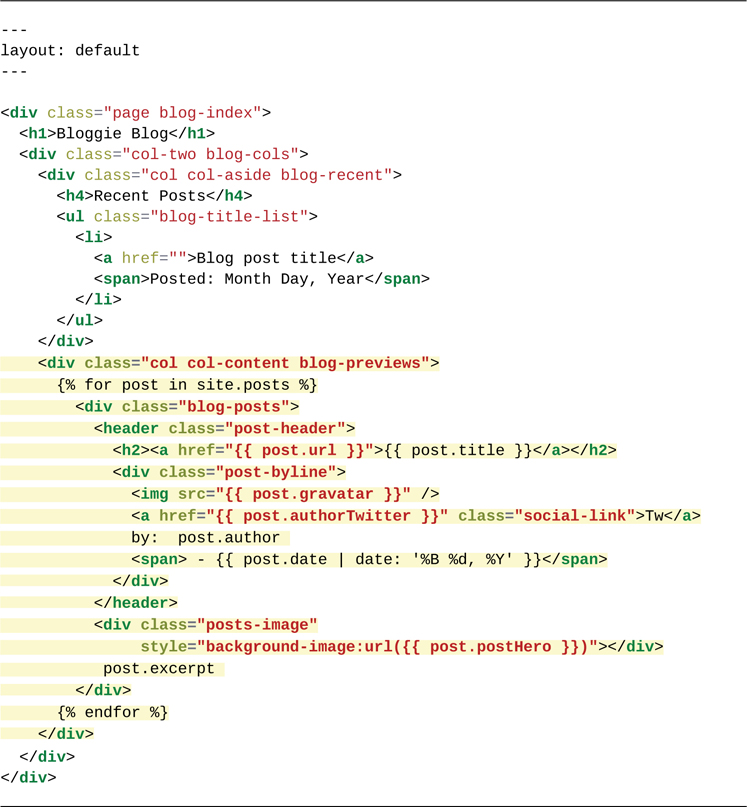 ---
layout: default
---
<div class="page blog-index">
<h1>Bloggie Blog</h1>
<div class="col-two blog-cols">
<div class="col col-aside blog-recent">
<h4>Recent Posts</h4>
<ul class="blog-title-list">
<li>
<a href="">Blog post title</a>
<span>Posted: Month Day, Year</span>
</li>
</ul>
</div>
<div class="col col-content blog-previews">
{% for post in site.posts %}
<div class="blog-posts">
<header class="post-header">
<h2><a href="{{ post.url }}">{{ post.title }}</a></h2>
<div class="post-byline">
<img src="{{ post.gravatar }}" />
<a href="{{ post.authorTwitter }}" class="social-link">Tw</a>
by:  post.author
<span> - {{ post.date | date: '%B %d, %Y' }}</span>
</div>
</header>
<div class="posts-image"
style="background-image:url({{ post.postHero }})"></div>
post.excerpt
</div>
{% endfor %}
</div>
</div>
</div>